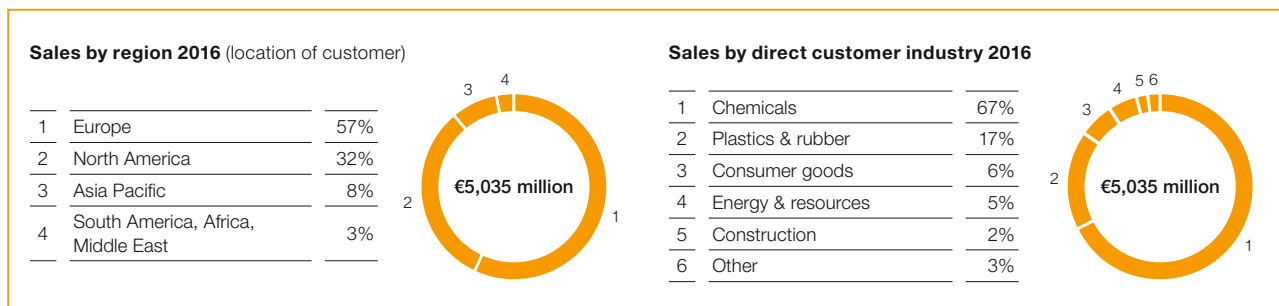 Sales by region 2016 (location of customer)
1 Europe 57%
2 North America 32%
3 Asia Pacific 8%
4 South America, Africa,
Middle East 3%
4
3
2
€5,035 million
1
Sales by direct customer industry 2016
1 Chemicals 67%
2 Plastics & rubber 17%
3 Consumer goods 6%
4 Energy & resources 5%
5 Construction 2%
6 Other 3%
5 6
4
3
2
€5,035 million
1